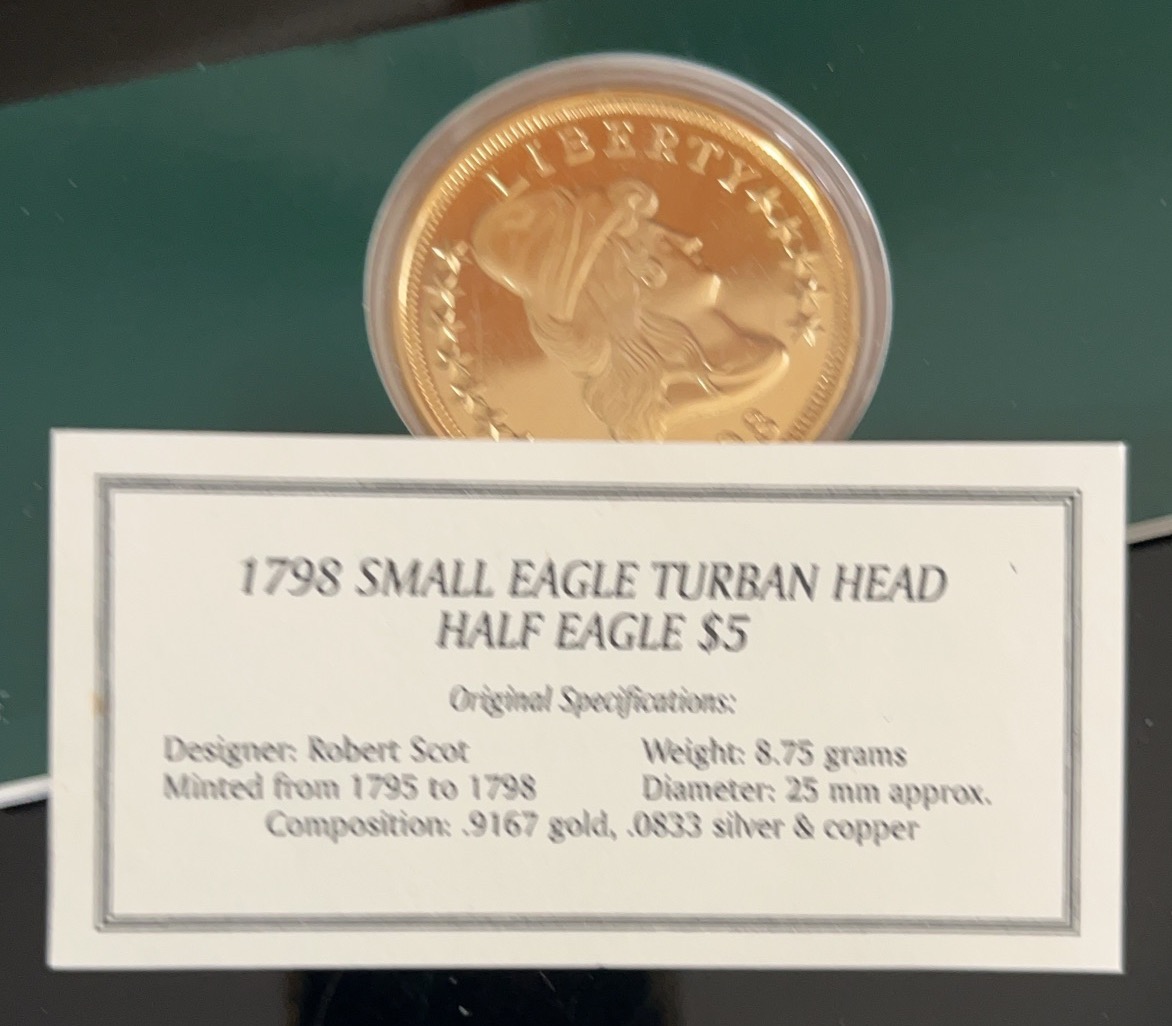 LIBERTY
98
1798 SMALL EAGLE TURBAN HEAD
HALF EAGLE $5
Original Specifications:
Designer: Robert Scot Weight: 8.75 grams
Minted from 1795 to 1798 Diameter: 25 mm approx.
Composition: .9167 gold, .0833 silver & copper